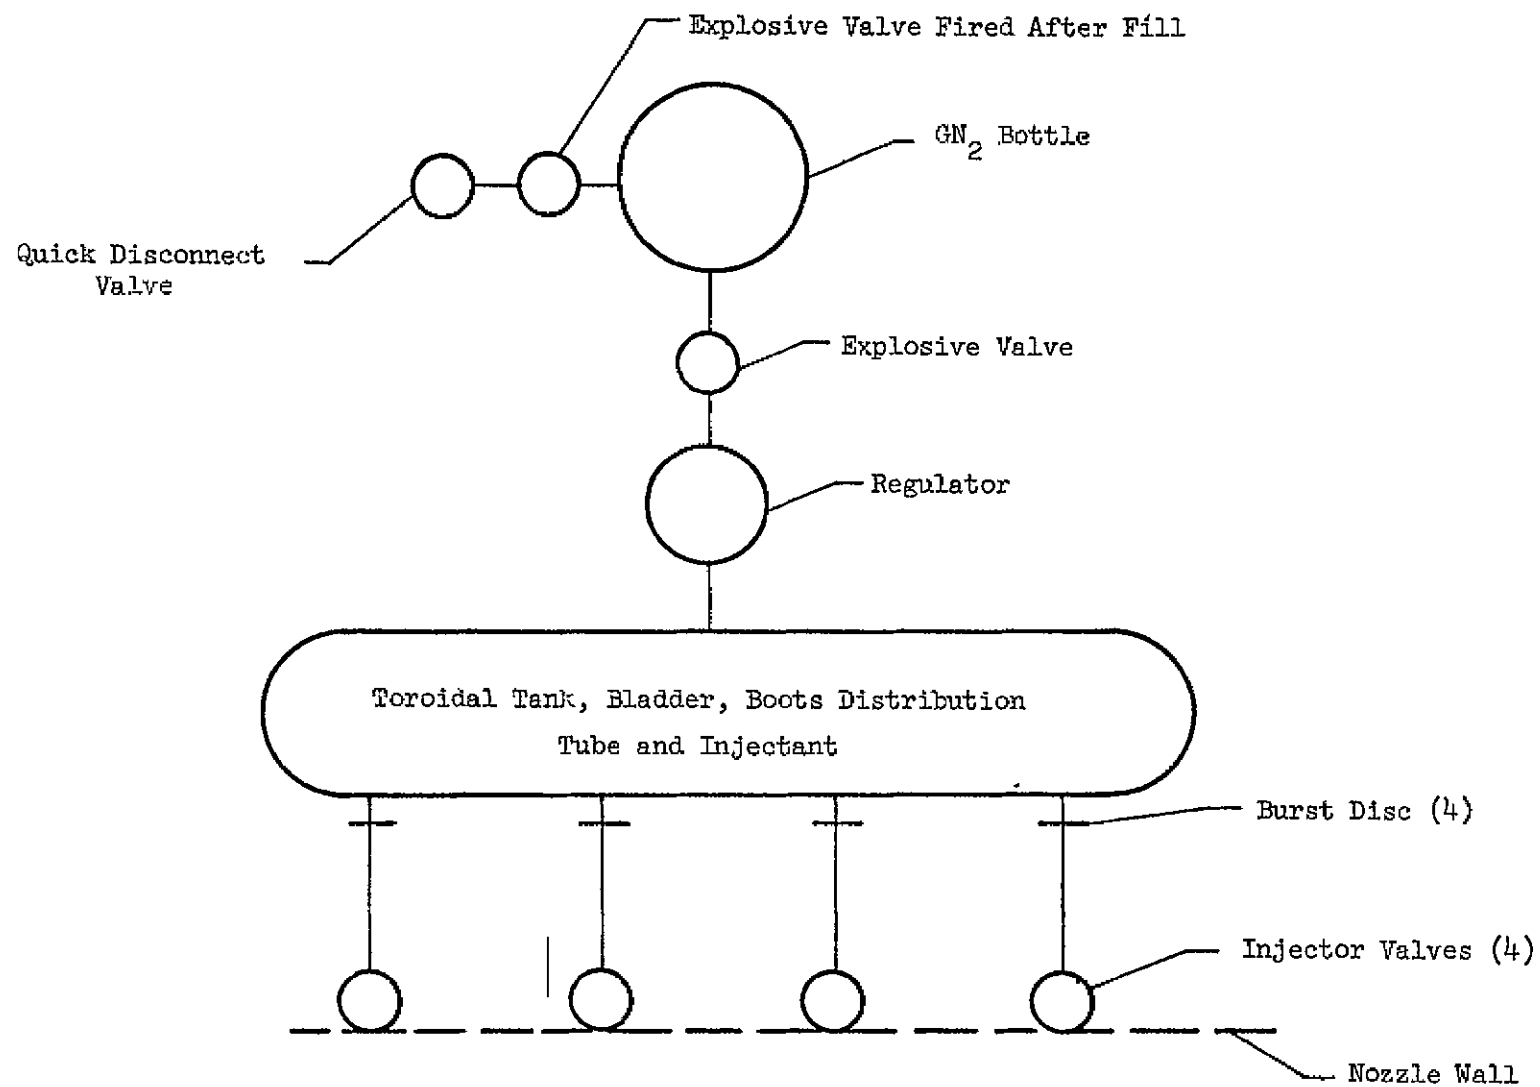 Explosive Valve Fired After Fill
GN2 Bottle
Quick Disconnect
Valve
Explosive Valve
Regulator
Toroidal Tank, Bladder, Boots Distribution
Tube and Injectant
Burst Disc (4)
Injector Valves (4)
Nozzle Wall